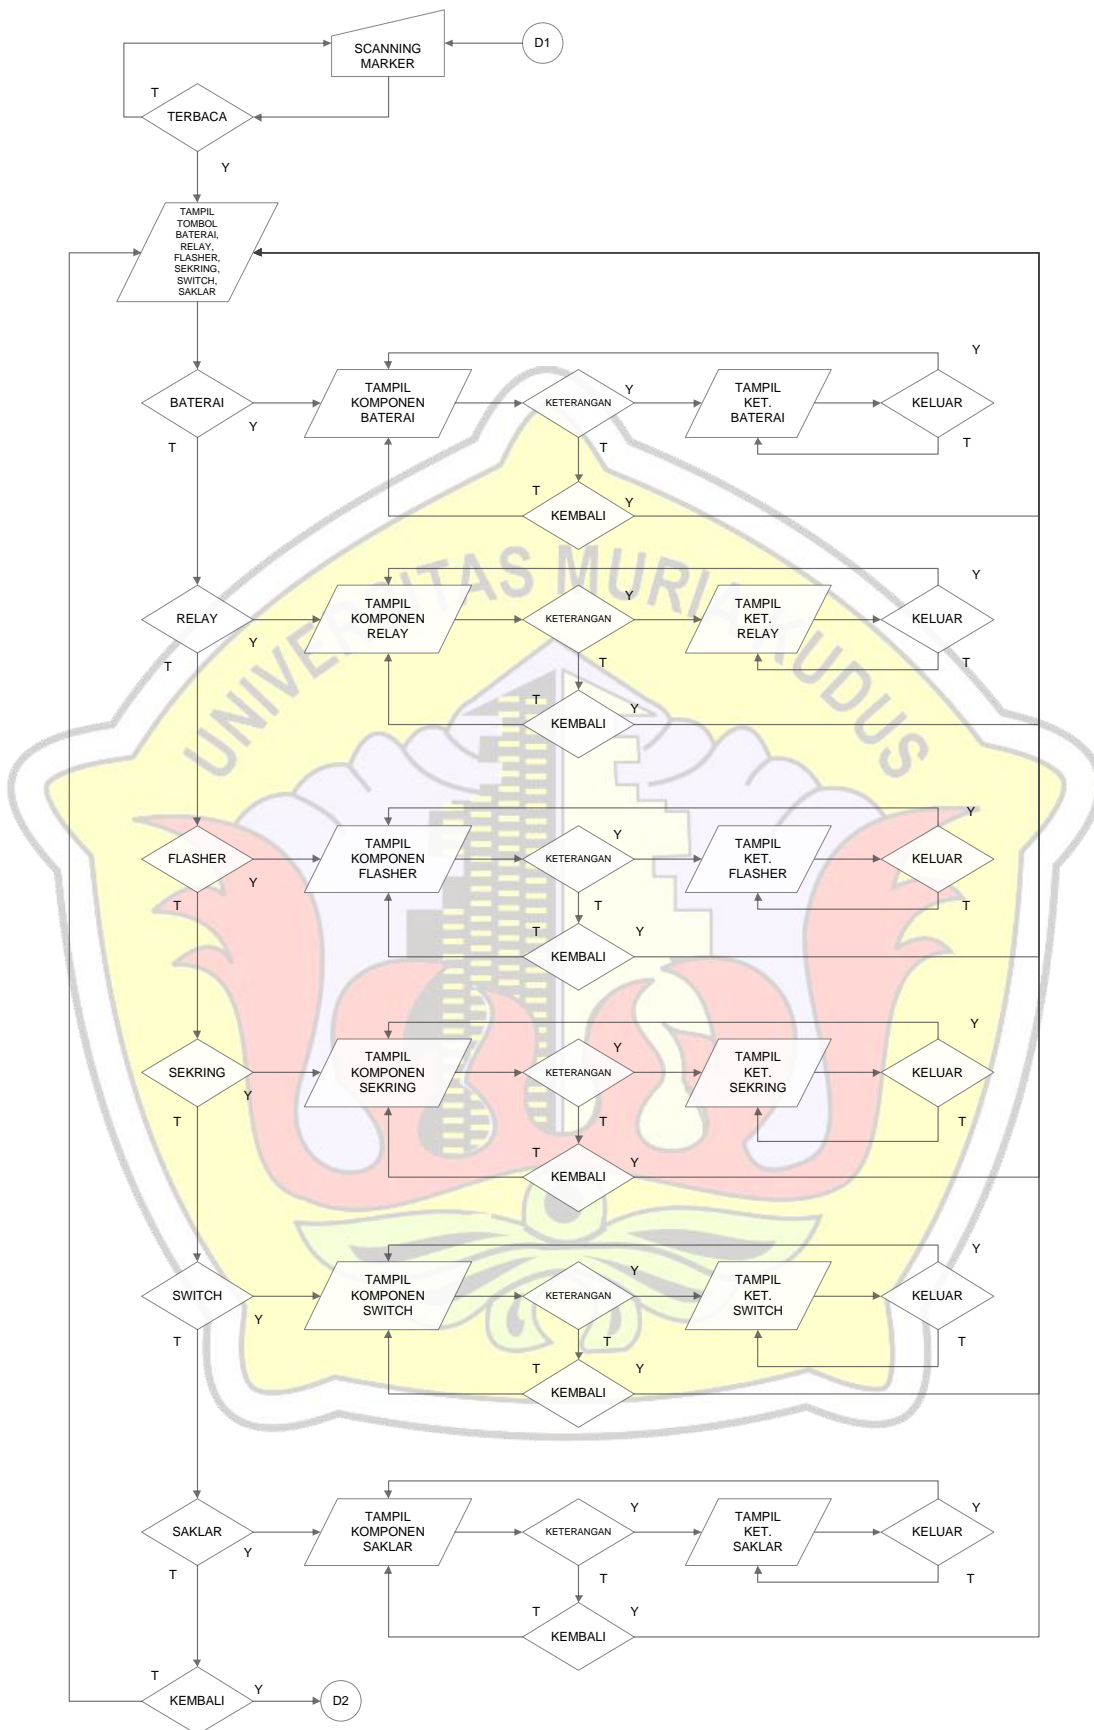 SCANNING
MARKER
D1
T
TERBACA
Y
TAMPIL
TOMBOL
BATERAI,
RELAY,
FLASHER,
SEKRING,
SWITCH,
SAKLAR
BATERAI
Y
T
TAMPIL
KOMPONEN
BATERAI
KETERANGAN
Y
T
TAMPIL
KET.
BATERAI
KELUAR
Y
T
T
KEMBALI
Y
UNIVERSITAS MURIA KUDUS
RELAY
Y
T
TAMPIL
KOMPONEN
RELAY
KETERANGAN
Y
T
TAMPIL
KET.
RELAY
KELUAR
Y
T
T
KEMBALI
Y
FLASHER
Y
T
TAMPIL
KOMPONEN
FLASHER
KETERANGAN
Y
T
TAMPIL
KET.
FLASHER
KELUAR
Y
T
T
KEMBALI
Y
SEKRING
Y
T
TAMPIL
KOMPONEN
SEKRING
KETERANGAN
Y
T
TAMPIL
KET.
SEKRING
KELUAR
Y
T
T
KEMBALI
Y
SWITCH
Y
T
TAMPIL
KOMPONEN
SWITCH
KETERANGAN
Y
T
TAMPIL
KET.
SWITCH
KELUAR
Y
T
T
KEMBALI
Y
SAKLAR
Y
T
TAMPIL
KOMPONEN
SAKLAR
KETERANGAN
Y
T
TAMPIL
KET.
SAKLAR
KELUAR
Y
T
T
KEMBALI
Y
T
KEMBALI
Y
D2